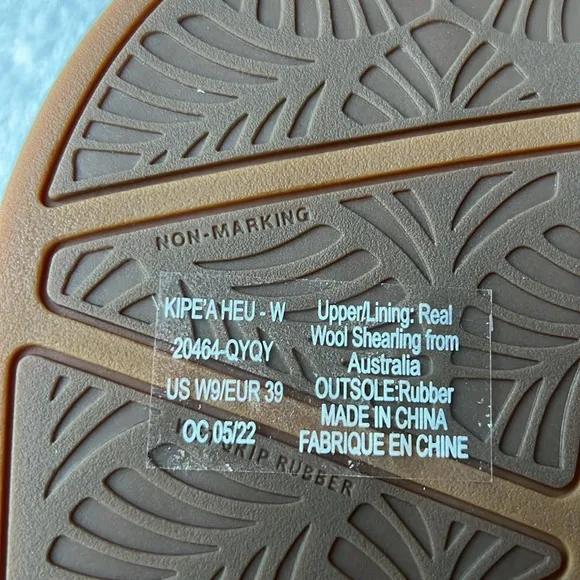 NON-MARKING
KIPE'A HEU - W
20464-QYQY
US W9/EUR 39
OC 05/22
Upper/Lining: Real
Wool Shearling from
Australia
OUTSOLE:Rubber
MADE IN CHINA
FABRIQUE EN CHINE
GRIP RUBBER